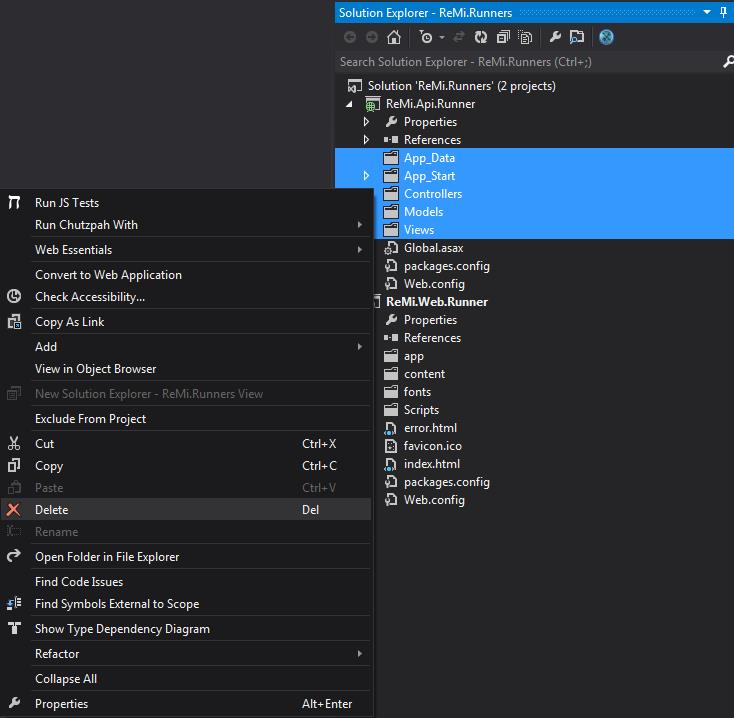 Solution Explorer - ReMi.Runners
Search Solution Explorer - ReMi.Runners (Ctrl+;)
Solution 'ReMi.Runners' (2 projects)
ReMi.Api.Runner
Properties
References
App_Data
App_Start
Controllers
Models
Views
Global.asax
packages.config
Web.config
ReMi.Web.Runner
Properties
References
app
content
fonts
Scripts
error.html
favicon.ico
index.html
packages.config
Web.config
Run JS Tests
Run Chutzpah With
Web Essentials
Convert to Web Application
Check Accessibility...
Copy As Link
Add
View in Object Browser
New Solution Explorer - ReMi.Runners View
Exclude From Project
Cut Ctrl+X
Copy Ctrl+C
Paste Ctrl+V
Delete Del
Rename
Open Folder in File Explorer
Find Code Issues
Find Symbols External to Scope
Show Type Dependency Diagram
Refactor
Collapse All
Properties Alt+Enter